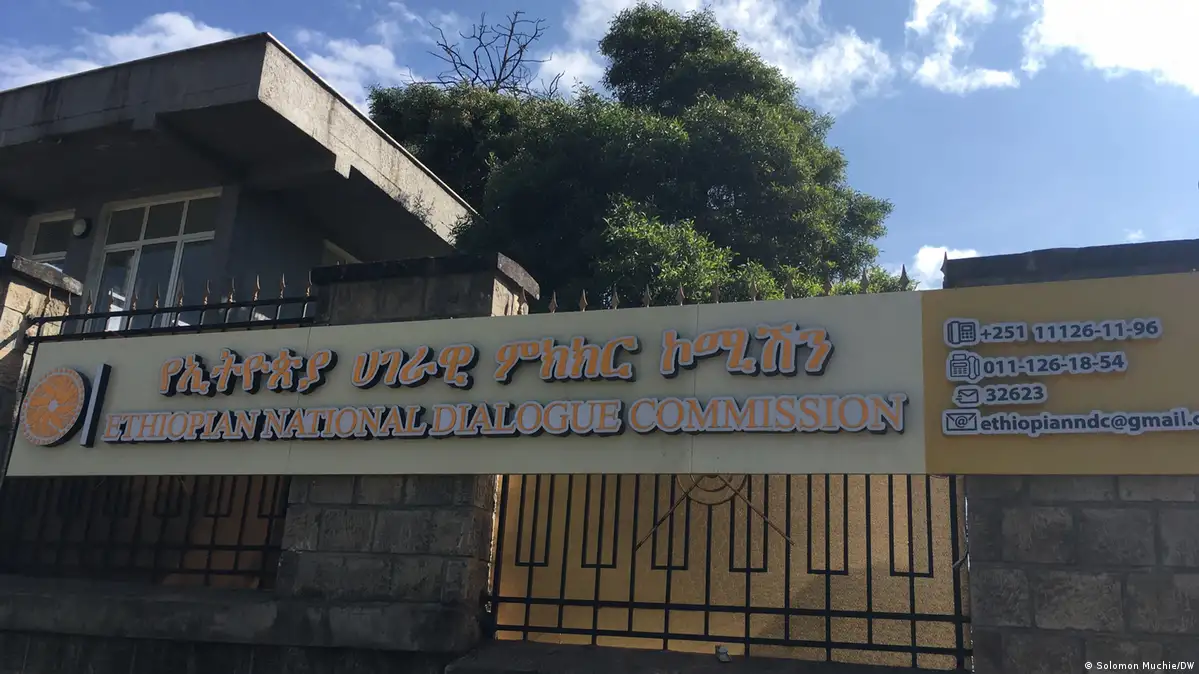 የኢትዮጵያ ሀገራዊ ምክክር ኮሚሽን
ETHIOPIAN NATIONAL DIALOGUE COMMISSION
+251 11126-11-96
011-126-18-54
32623
ethiopianndc@gmail.c
© Solomon Muchie/DW